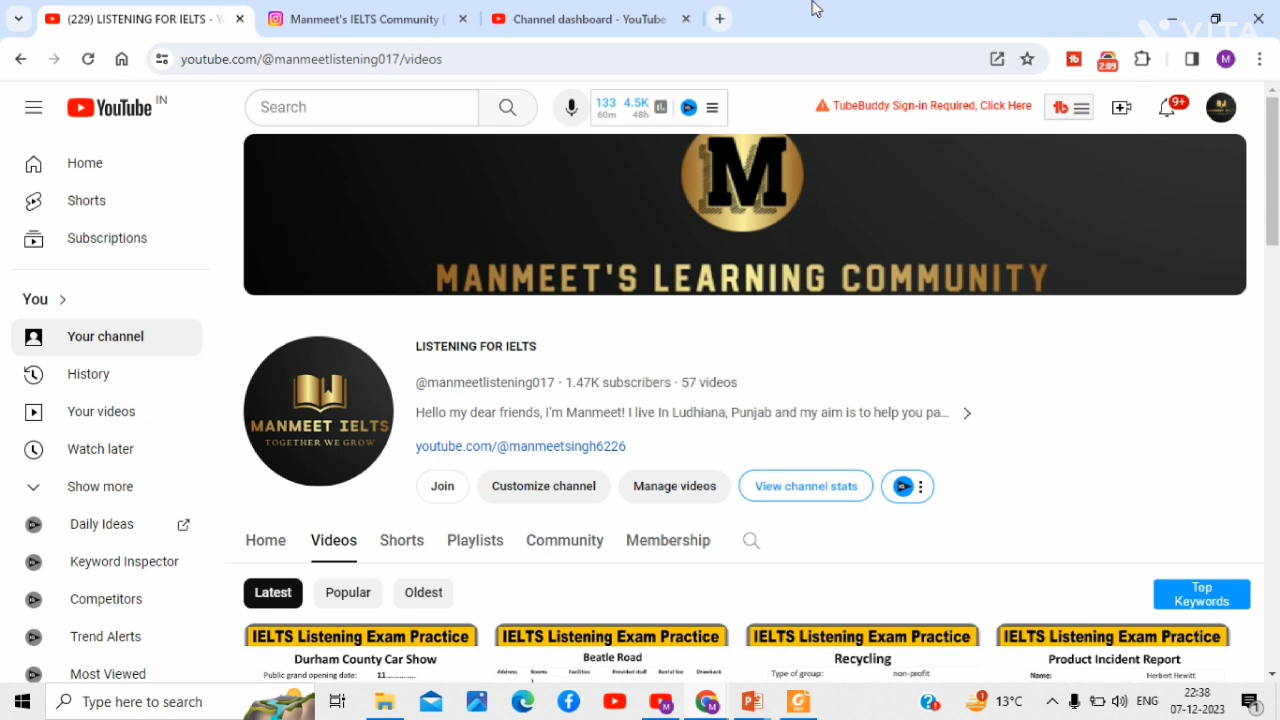 (229) LISTENING FOR IELTS - Y
Manmeet's IELTS Community (
Channel dashboard - YouTube
VITA
youtube.com/@manmeetlistening017/videos
2:09
M
YouTube IN
Search
133 4.5K
60m 48h
TubeBuddy Sign-in Required, Click Here
tb
9+
Home
Shorts
Subscriptions
You
Your channel
History
Your videos
Watch later
Show more
Daily Ideas
Keyword Inspector
Competitors
Trend Alerts
Most Viewed
M
MANMEET'S LEARNING COMMUNITY
MANMEET IELTS
TOGETHER WE GROW
LISTENING FOR IELTS
@manmeetlistening017 · 1.47K subscribers · 57 videos
Hello my dear friends, I'm Manmeet! I live In Ludhiana, Punjab and my aim is to help you pa...
youtube.com/@manmeetsingh6226
Join
Customize channel
Manage videos
View channel stats
Home
Videos
Shorts
Playlists
Community
Membership
Latest
Popular
Oldest
Top
Keywords
IELTS Listening Exam Practice
Durham County Car Show
Public grand opening date: 11
IELTS Listening Exam Practice
Beatle Road
Address Rooms Facilities Provided stuff Rental fee Drawback
IELTS Listening Exam Practice
Recycling
Type of group: non-profit
IELTS Listening Exam Practice
Product Incident Report
Name: Herbert Hewitt
Type here to search
13°C
ENG
22:38
07-12-2023